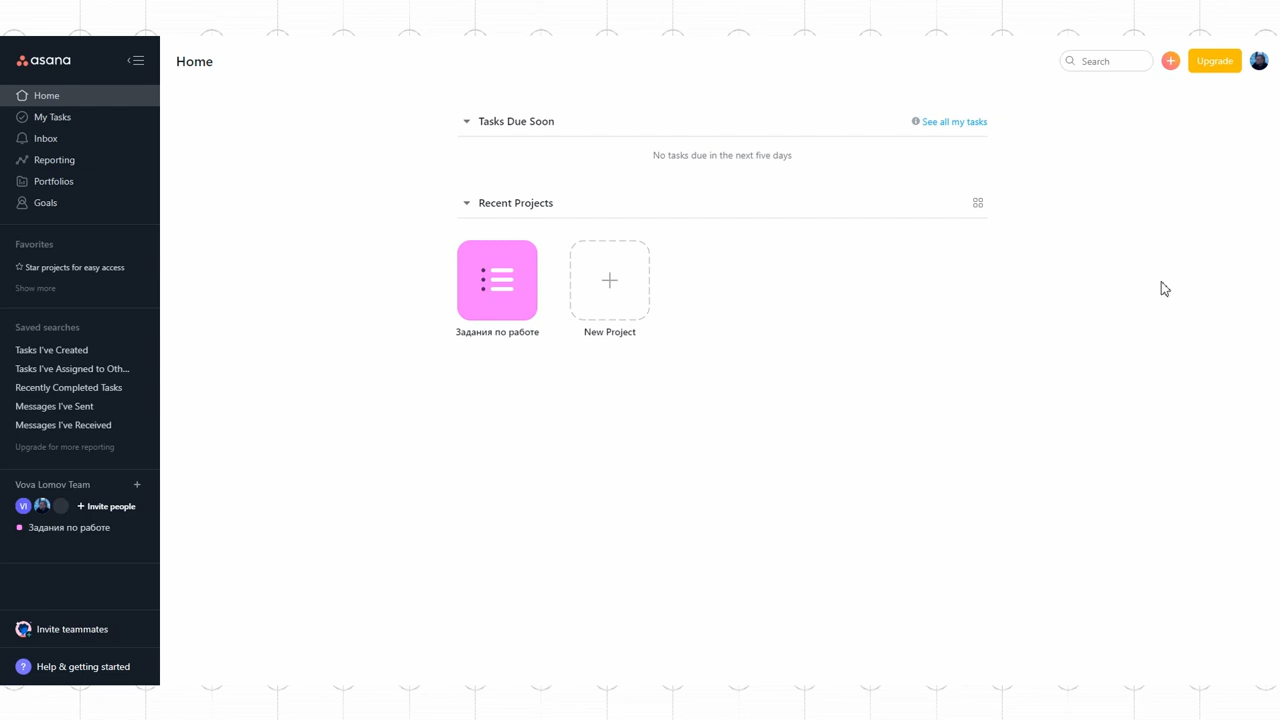 asana
Home
My Tasks
Inbox
Reporting
Portfolios
Goals
Favorites
Star projects for easy access
Show more
Saved searches
Tasks I've Created
Tasks I've Assigned to Oth...
Recently Completed Tasks
Messages I've Sent
Messages I've Received
Upgrade for more reporting
Vova Lomov Team +
VI + Invite people
Задания по работе
Invite teammates
? Help & getting started
Home
Search
+
Upgrade
Tasks Due Soon
See all my tasks
No tasks due in the next five days
Recent Projects
Задания по работе
New Project